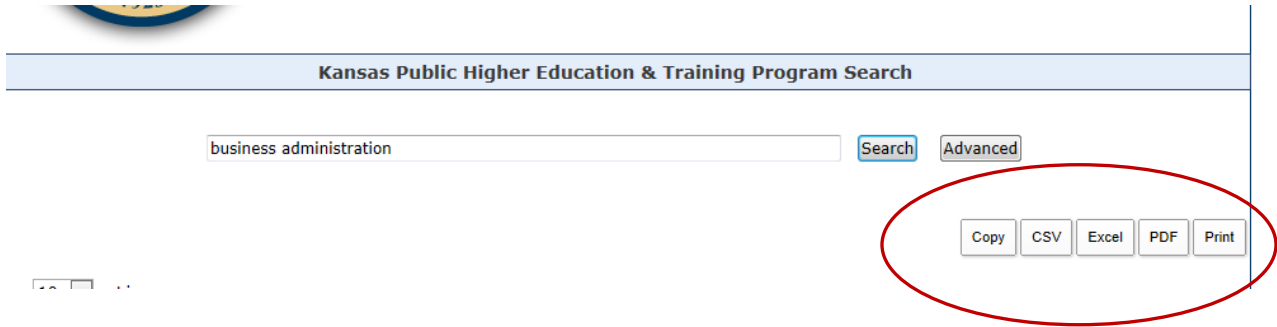 Kansas Public Higher Education & Training Program Search
business administration Search Advanced
Copy CSV Excel PDF Print